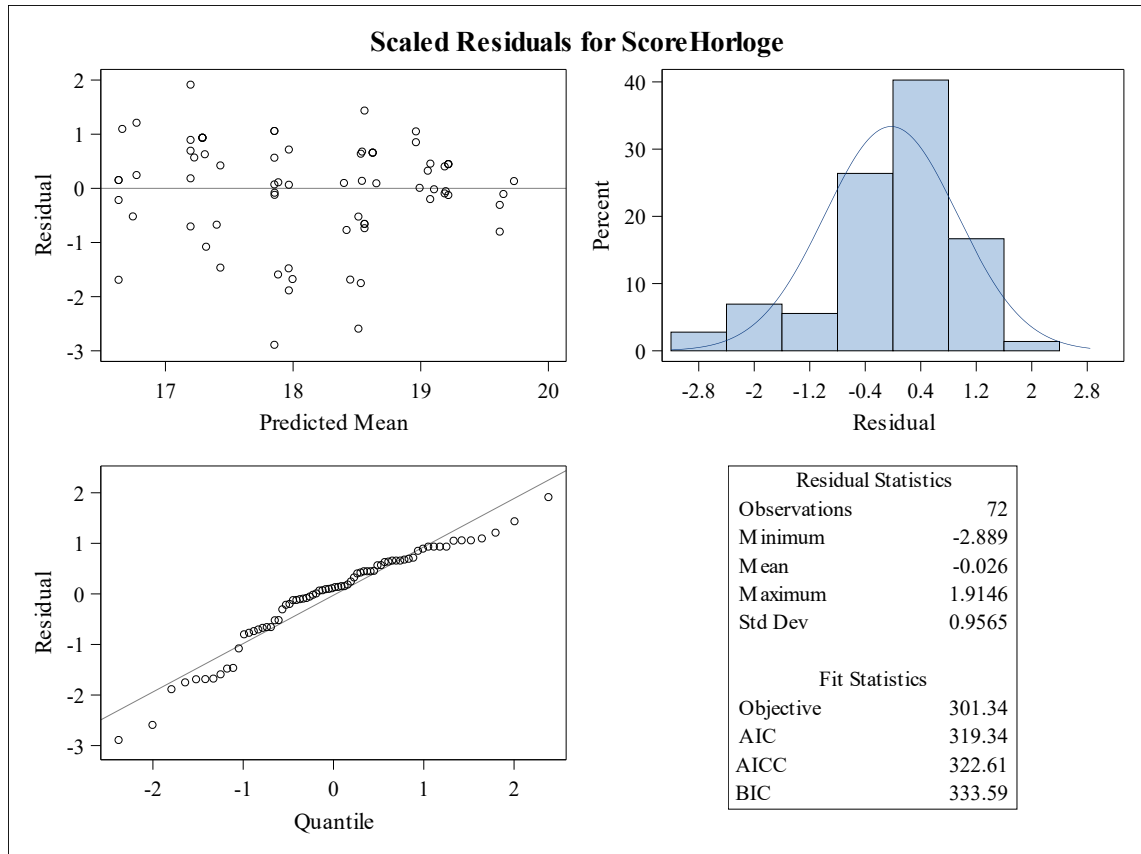 Scaled Residuals for ScoreHorloge
2
1
0
-1
-2
-3
Residual
17 18 19 20
Predicted Mean
40
30
20
10
0
Percent
-2.8 -2 -1.2 -0.4 0.4 1.2 2 2.8
Residual
2
1
0
-1
-2
-3
Residual
-2 -1 0 1 2
Quantile
Residual Statistics
Observations 72
Minimum -2.889
Mean -0.026
Maximum 1.9146
Std Dev 0.9565
Fit Statistics
Objective 301.34
AIC 319.34
AICC 322.61
BIC 333.59